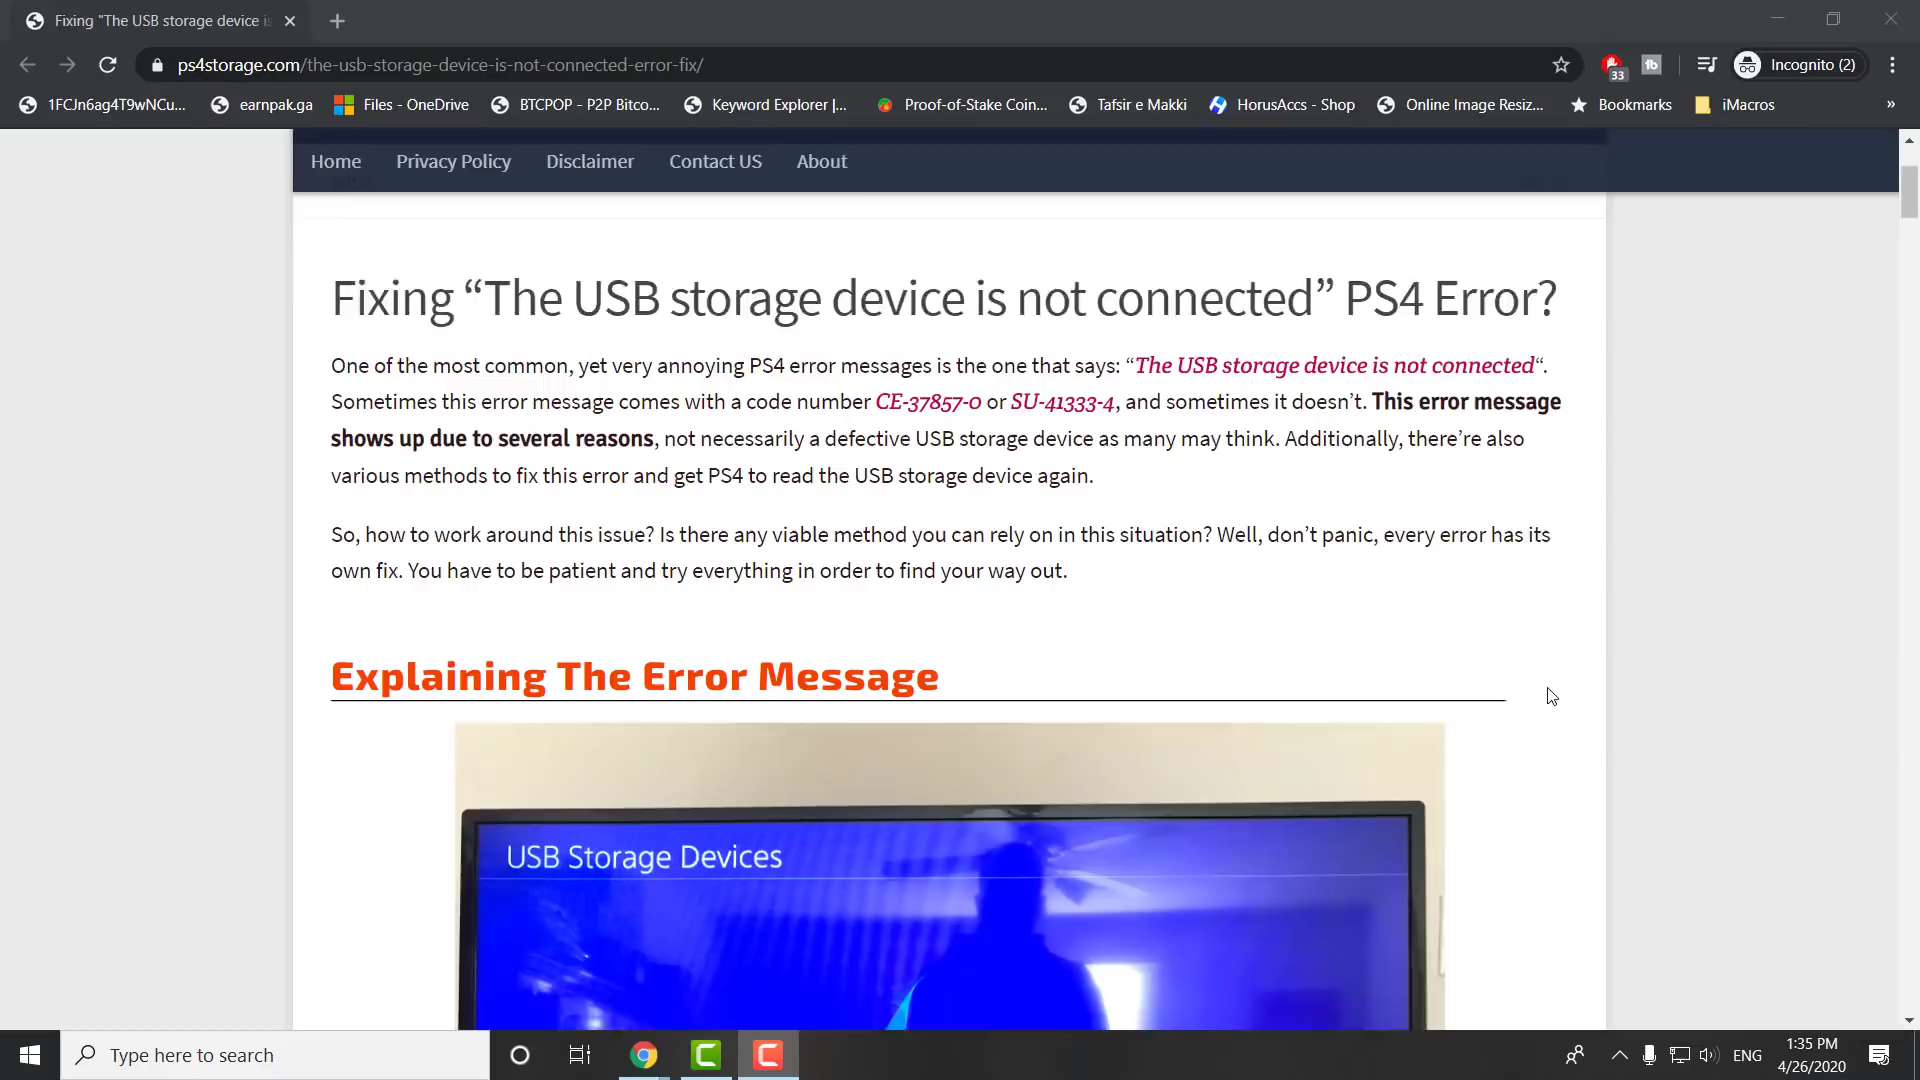 Fixing "The USB storage device is
ps4storage.com/the-usb-storage-device-is-not-connected-error-fix/
33
Incognito (2)
1FCJn6ag4T9wNCu...
earnpak.ga
Files - OneDrive
BTCPOP - P2P Bitco...
Keyword Explorer |...
Proof-of-Stake Coin...
Tafsir e Makki
HorusAccs - Shop
Online Image Resiz...
Bookmarks
iMacros
»
Home
Privacy Policy
Disclaimer
Contact US
About
Fixing “The USB storage device is not connected” PS4 Error?
One of the most common, yet very annoying PS4 error messages is the one that says: “The USB storage device is not connected“.
Sometimes this error message comes with a code number CE-37857-0 or SU-41333-4, and sometimes it doesn’t. This error message
shows up due to several reasons, not necessarily a defective USB storage device as many may think. Additionally, there’re also
various methods to fix this error and get PS4 to read the USB storage device again.
So, how to work around this issue? Is there any viable method you can rely on in this situation? Well, don’t panic, every error has its
own fix. You have to be patient and try everything in order to find your way out.
Explaining The Error Message
USB Storage Devices
Type here to search
ENG
1:35 PM
4/26/2020